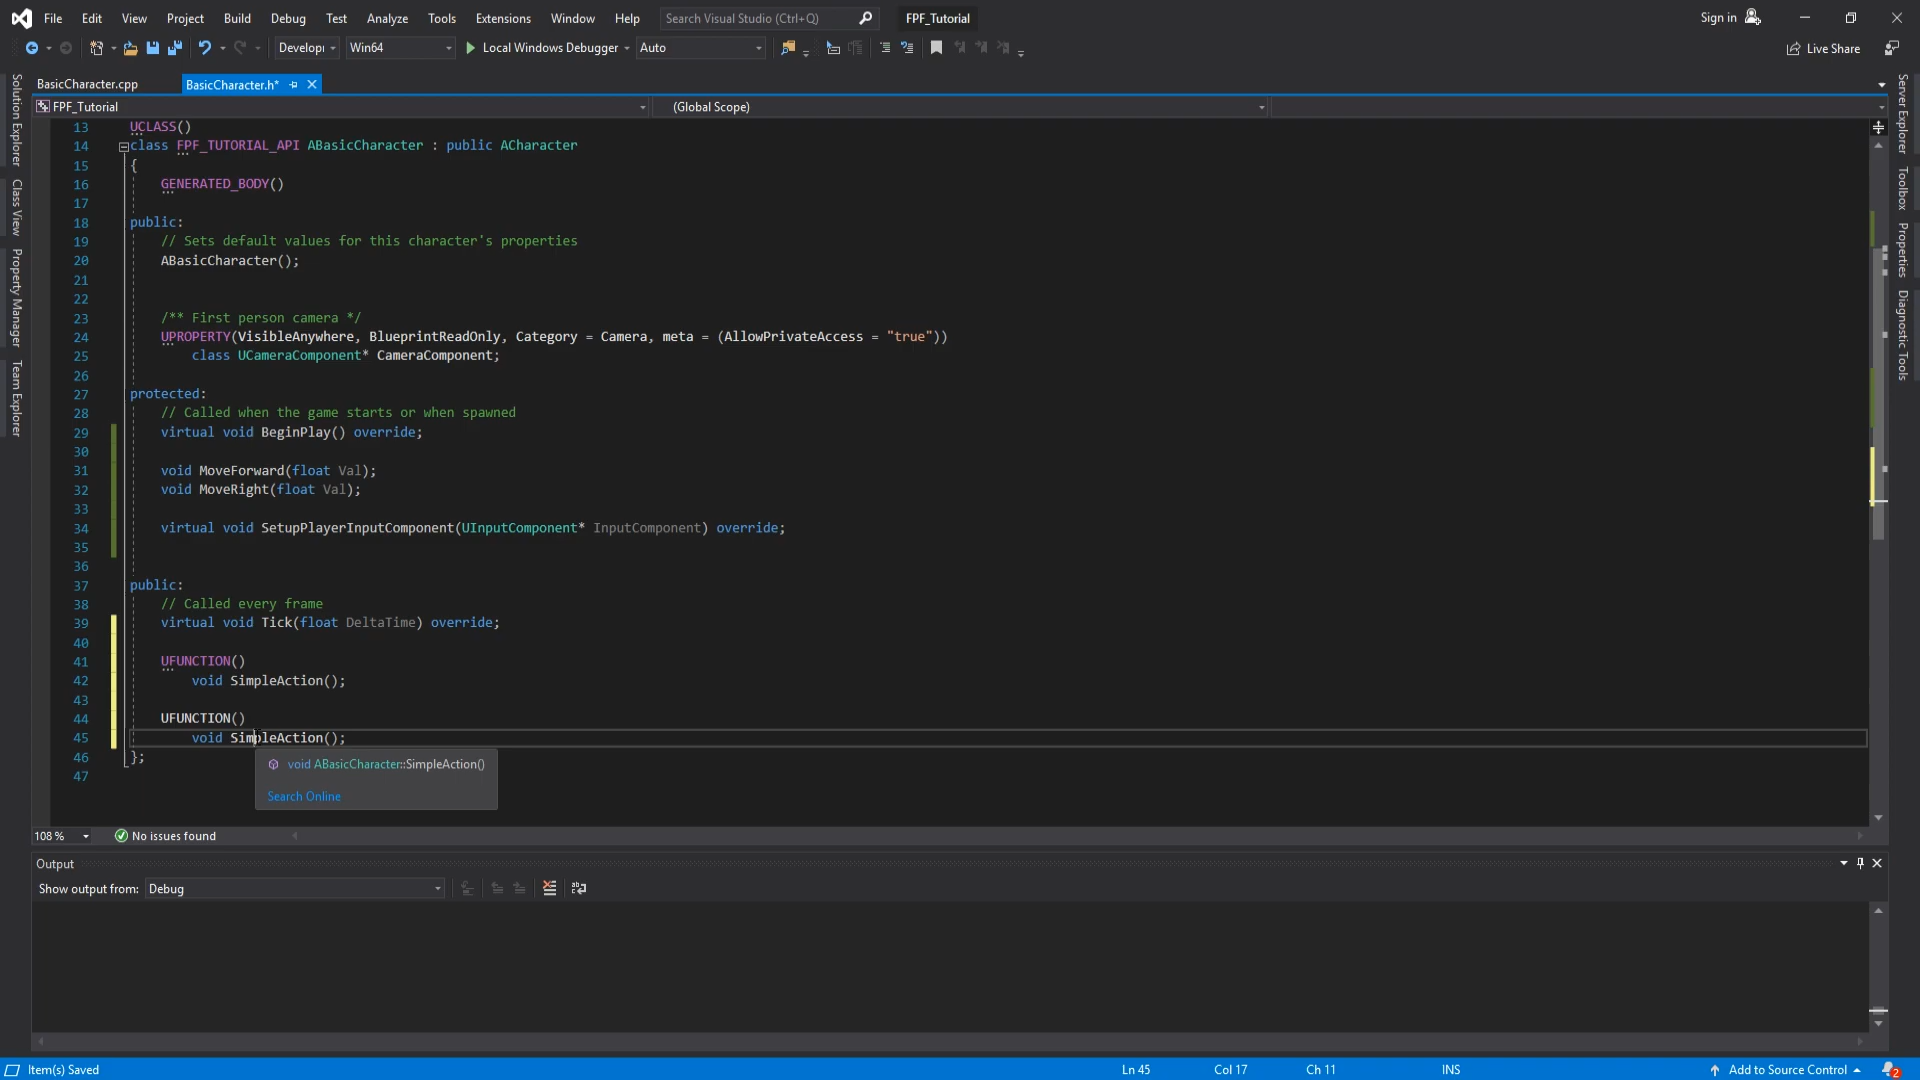 File Edit View Project Build Debug Test Analyze Tools Extensions Window Help Search Visual Studio (Ctrl+Q) FPF_Tutorial Sign in
Win64 Local Windows Debugger Auto Live Share
BasicCharacter.cpp BasicCharacter.h*
FPF_Tutorial (Global Scope)
Solution Explorer
Class View
Property Manager
Team Explorer
13 UCLASS()
14 class FPF_TUTORIAL_API ABasicCharacter : public ACharacter
15 {
16 GENERATED_BODY()
17
18 public:
19 // Sets default values for this character's properties
20 ABasicCharacter();
21
22
23 /** First person camera */
24 UPROPERTY(VisibleAnywhere, BlueprintReadOnly, Category = Camera, meta = (AllowPrivateAccess = "true"))
25 class UCameraComponent* CameraComponent;
26
27 protected:
28 // Called when the game starts or when spawned
29 virtual void BeginPlay() override;
30
31 void MoveForward(float Val);
32 void MoveRight(float Val);
33
34 virtual void SetupPlayerInputComponent(UInputComponent* InputComponent) override;
35
36
37 public:
38 // Called every frame
39 virtual void Tick(float DeltaTime) override;
40
41 UFUNCTION()
42 void SimpleAction();
43
44 UFUNCTION()
45 void SimpleAction();
46 };
47
void ABasicCharacter::SimpleAction()
Search Online
Server Explorer
Toolbox
Properties
Diagnostic Tools
108 % No issues found
Output
Show output from: Debug
Item(s) Saved Ln 45 Col 17 Ch 11 INS Add to Source Control 2